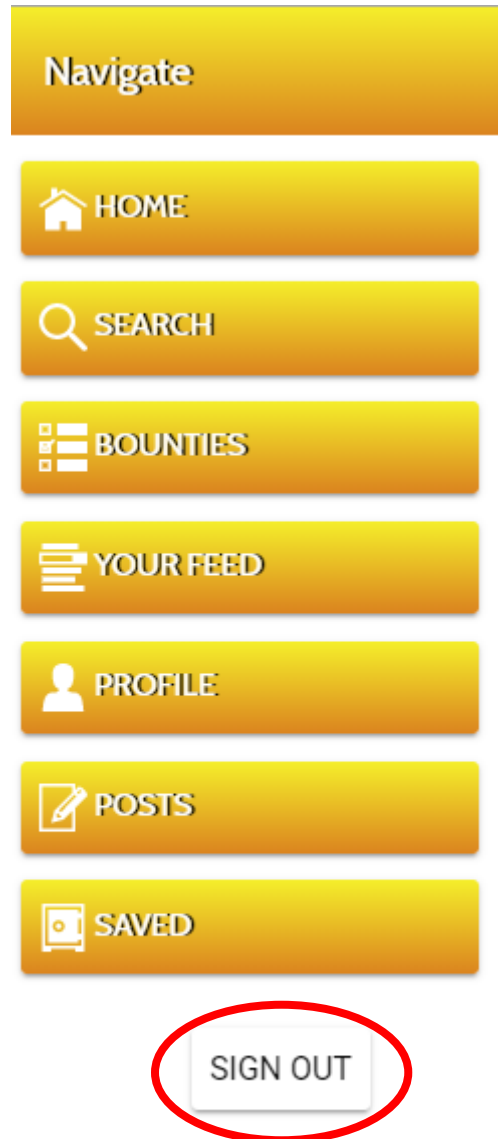 Navigate
HOME
SEARCH
BOUNTIES
YOUR FEED
PROFILE
POSTS
SAVED
SIGN OUT